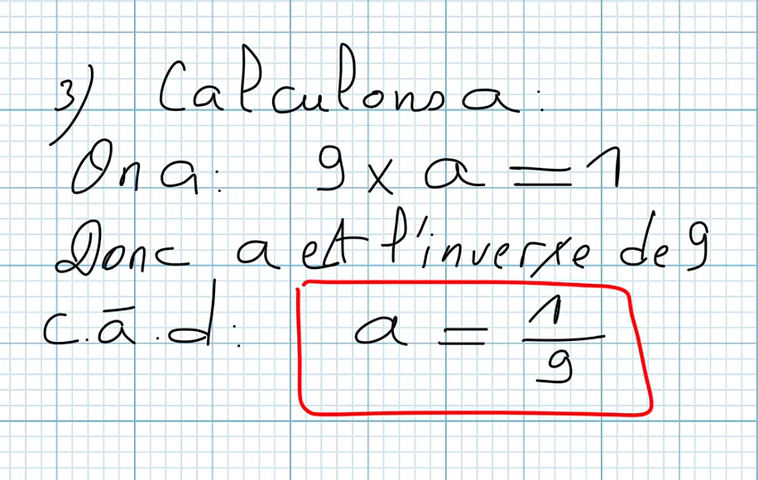 3) Calculons a:
On a: 9 x a = 1
Donc a est l'inverse de 9
c.ā.d: a = 1/9